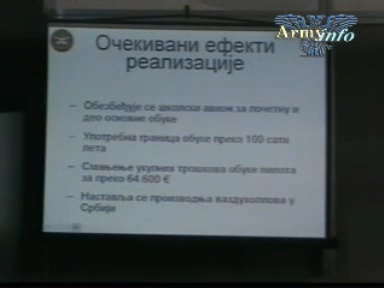 Army
info
Очекивани ефекти
реализације
– Обезбеђује се школски авион за почетну и
део основне обуке
– Употребна граница обуке преко 100 сати
лета
– Смањење укупних трошкова обуке пилота
за преко 64.600 €
– Наставља се производња ваздухоплова у
Србији